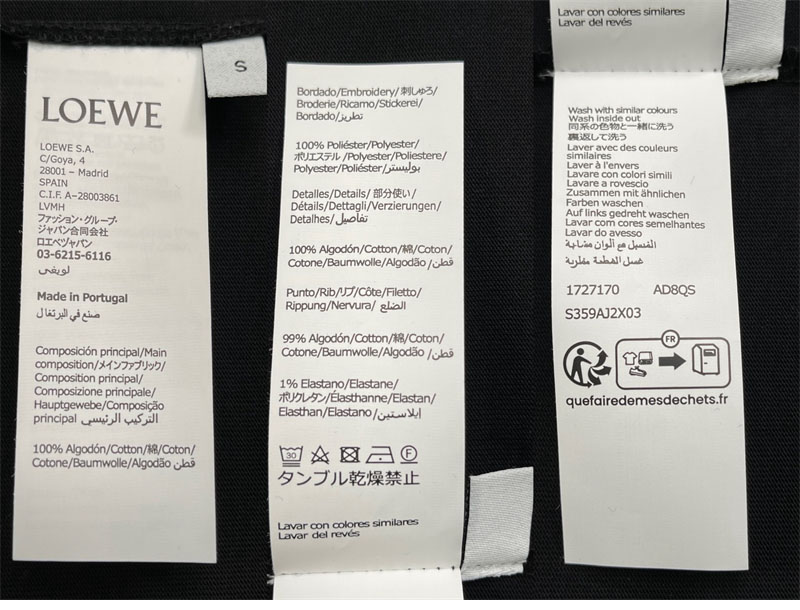 S
LOEWE
LOEWE S.A.
C/Goya, 4
28001 – Madrid
SPAIN
C.I.F. A–28003861
LVMH
ファッション・グループ・
ジャパン合同会社
ロエベジャパン
03-6215-6116
لويفي
Made in Portugal
صنع في البرتغال
Composición principal/Main
composition/メインファブリック/
Composition principal/
Composizione principale/
Hauptgewebe/Composição
principal التركيب الرئيسي
100% Algodón/Cotton/綿/Coton/
Cotone/Baumwolle/Algodão قطن
Bordado/Embroidery/ 刺しゅう/
Broderie/Ricamo/Stickerei/
Bordado/تطريز
100% Poliéster/Polyester/
ポリエステル /Polyester/Poliestere/
Polyester/Poliéster/بوليستر
Detalles/Details/ 部分使い/
Détails/Dettagli/Verzierungen/
Detalhes/تفاصيل
100% Algodón/Cotton/綿/Coton/
Cotone/Baumwolle/Algodão /قطن
Punto/Rib/リブ/Côte/Filetto/
Rippung/Nervura/ الضلع
99% Algodón/Cotton/綿/Coton/
Cotone/Baumwolle/Algodão /قطن
1% Elastano/Elastane/
ポリウレタン/Élasthanne/Elastan/
Elasthan/Elastano/إيلاستين
30 F
タンブル乾燥禁止
Lavar con colores similares
Lavar del revés
Lavar con colores similares
Lavar del revés
Wash with similar colours
Wash inside out
同系の色物と一緒に洗う
裏返して洗う
Laver avec des couleurs
similaires
Laver à l'envers
Lavare con colori simili
Lavare a rovescio
Zusammen mit ähnlichen
Farben waschen
Auf links gedreht waschen
Lavar com cores semelhantes
Lavar do avesso
الغسيل مع ألوان مشابهة
غسل القطعة مقلوبة
1727170 AD8QS
S359AJ2X03
FR
quefairedemesdechets.fr